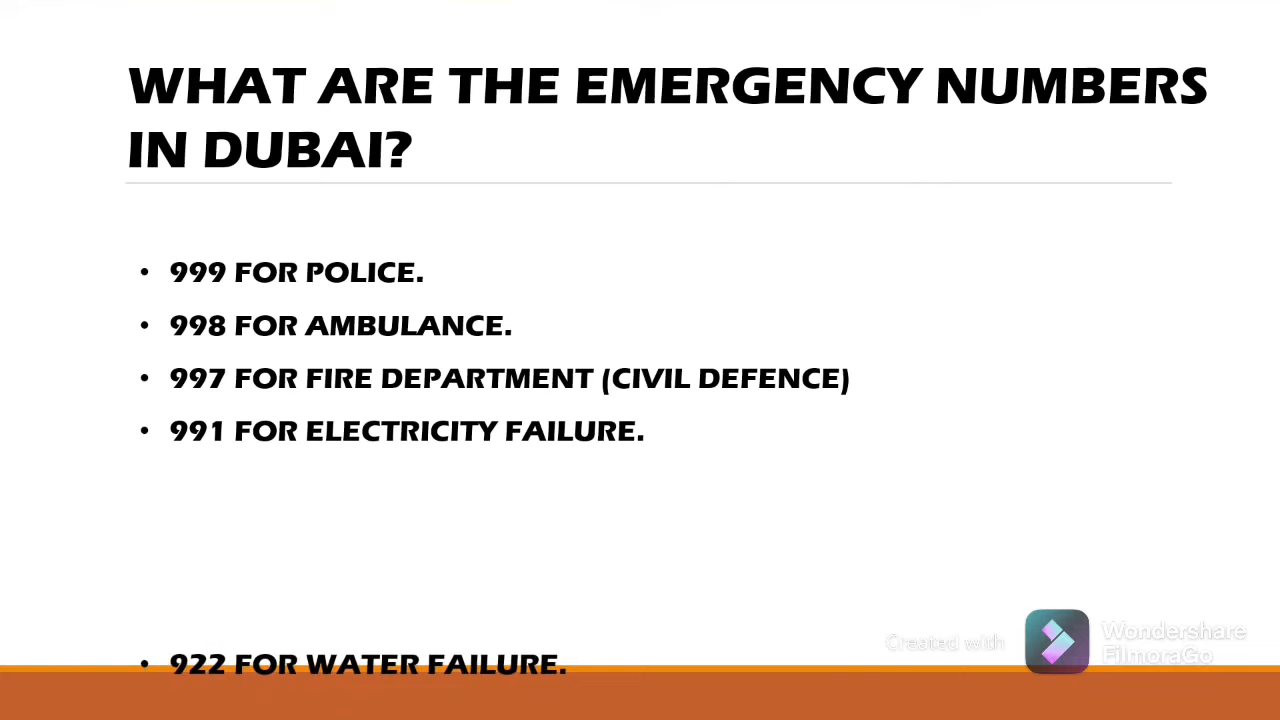 WHAT ARE THE EMERGENCY NUMBERS
IN DUBAI?
• 999 FOR POLICE.
• 998 FOR AMBULANCE.
• 997 FOR FIRE DEPARTMENT (CIVIL DEFENCE)
• 991 FOR ELECTRICITY FAILURE.
• 922 FOR WATER FAILURE.
Created with
Wondershare
FilmoraGo